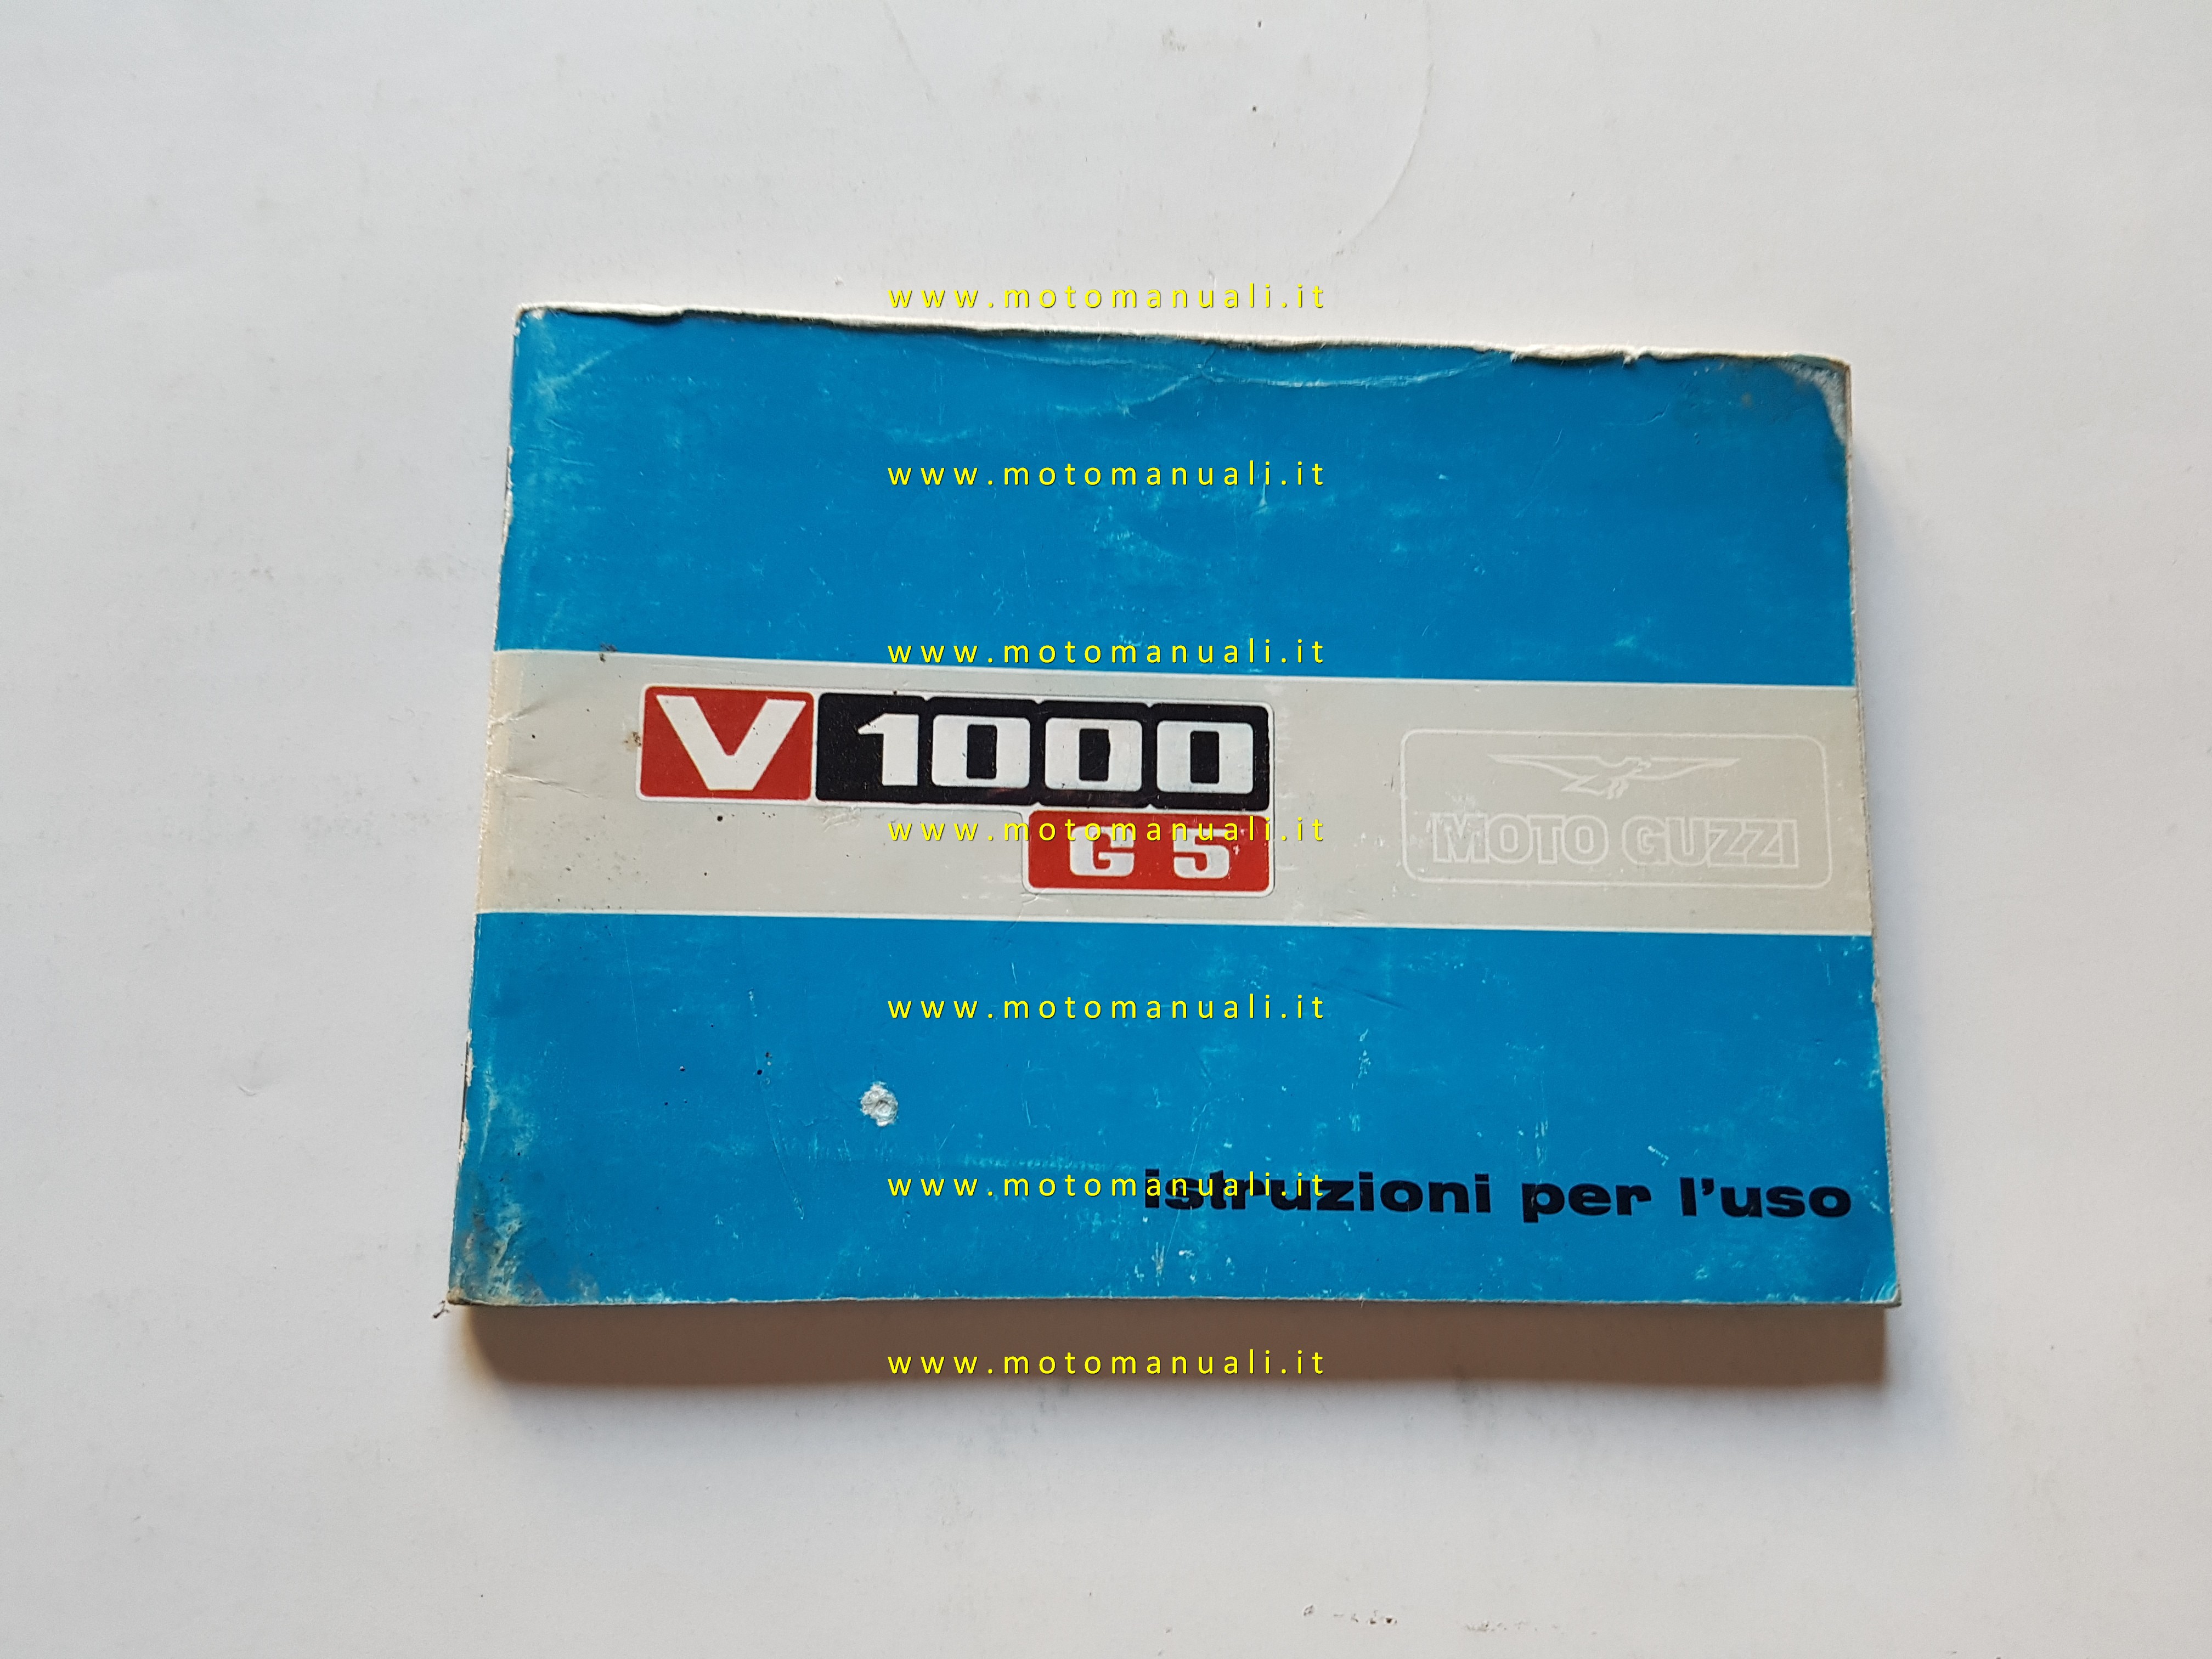 www.motomanuali.it
www.motomanuali.it
www.motomanuali.it
V 1000
MOTO GUZZI
www.motomanuali.it
G 5
www.motomanuali.it
www.motomanuali.it
istruzioni per l'uso
www.motomanuali.it